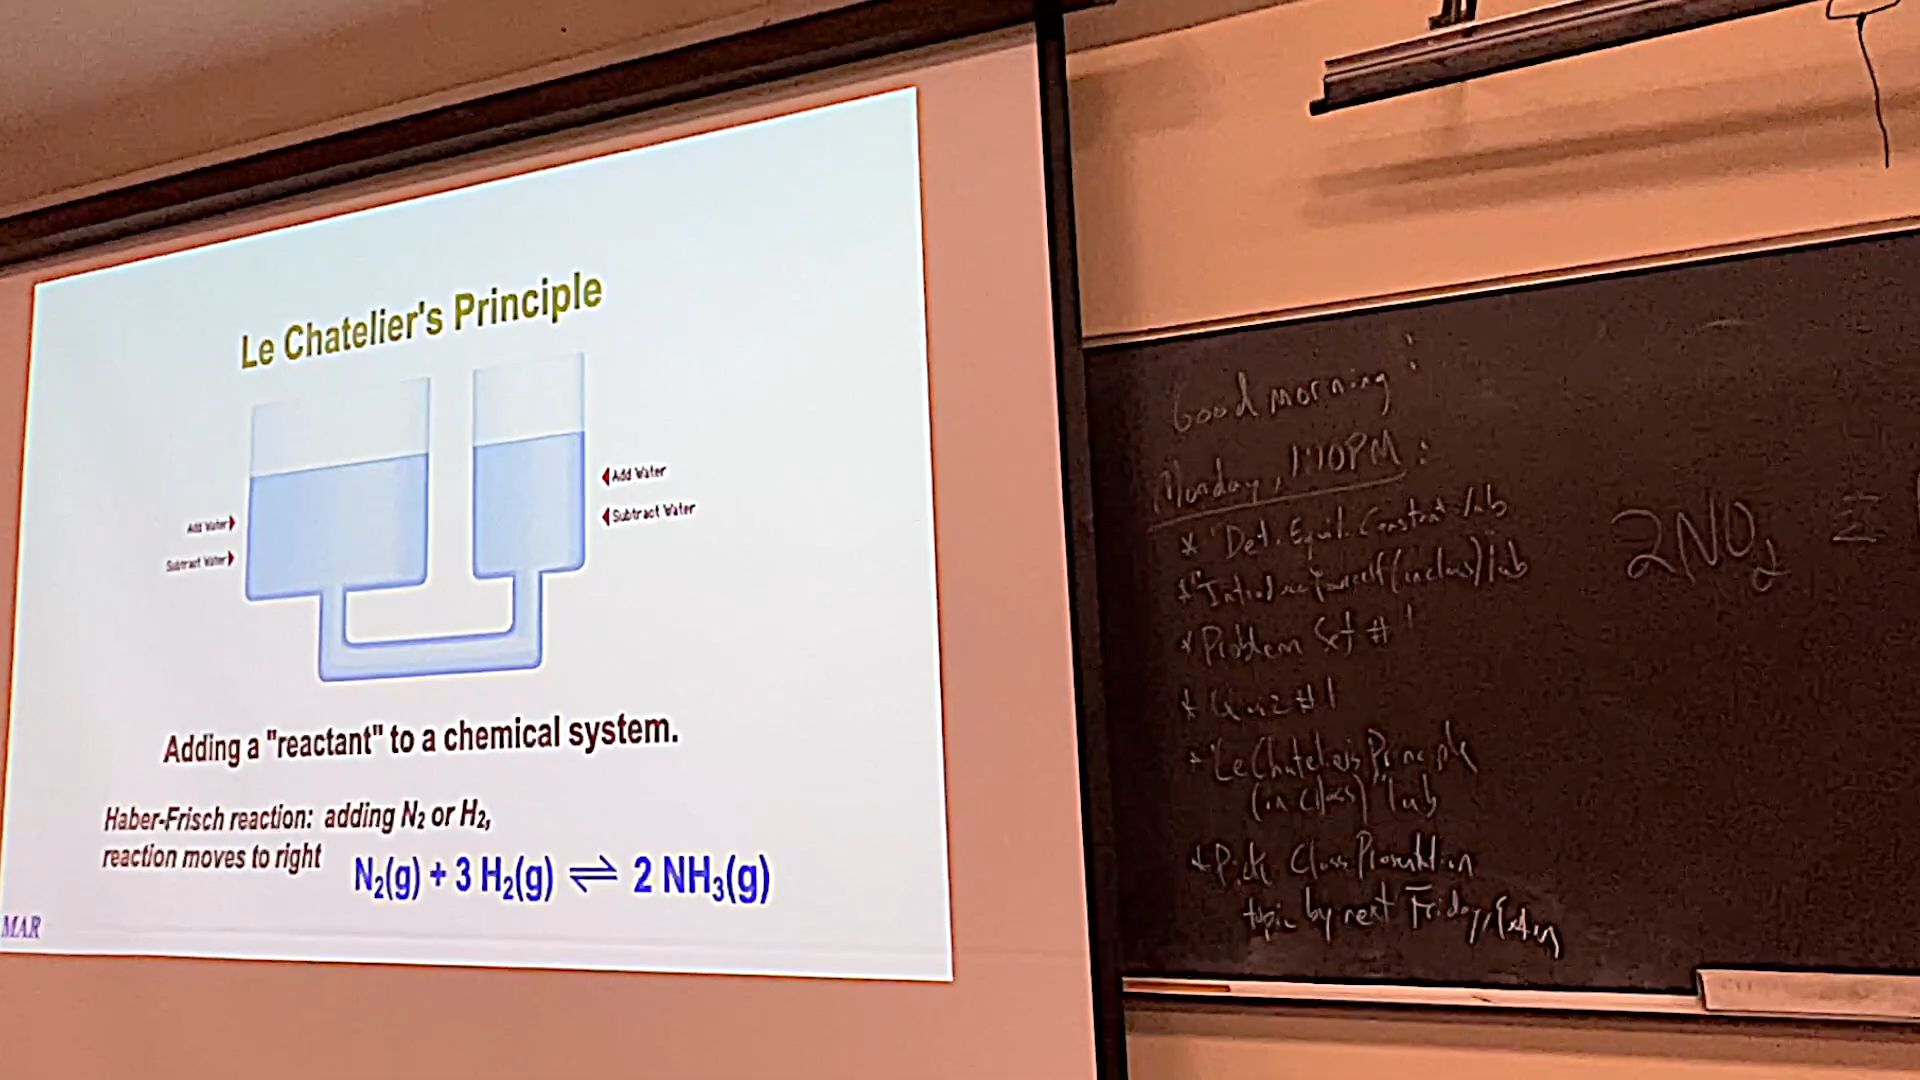 Le Chatelier's Principle
Add Water
Subtract Water
Add Water
Subtract Water
Adding a "reactant" to a chemical system.
Haber-Frisch reaction: adding N₂ or H₂,
reaction moves to right
N₂(g) + 3 H₂(g) ⇌ 2 NH₃(g)
MAR
Good morning!
Monday, 1:10PM:
* "Det. Equil. Constant" lab
* "Introduce Yourself (in class)" lab
* Problem Set #1
* Quiz #1
* "Le Chatelier's Principle
(in class)" lab
* Pick Class Presentation
topic by next Friday,
2NO₂